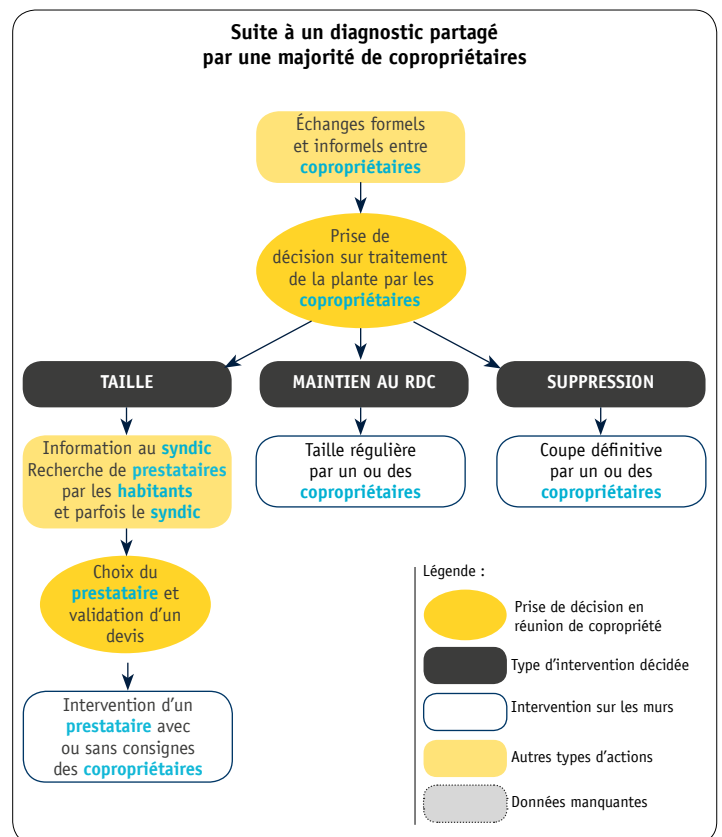 Suite à un diagnostic partagé
par une majorité de copropriétaires
Échanges formels
et informels entre
copropriétaires
Prise de
décision sur traitement
de la plante par les
copropriétaires
TAILLE
MAINTIEN AU RDC
SUPPRESSION
Information au syndic
Recherche de prestataires
par les habitants
et parfois le syndic
Taille régulière
par un ou des
copropriétaires
Coupe définitive
par un ou des
copropriétaires
Choix du
prestataire et
validation d'un
devis
Intervention d'un
prestataire avec
ou sans consignes
des copropriétaires
Légende :
Prise de décision en
réunion de copropriété
Type d'intervention décidée
Intervention sur les murs
Autres types d'actions
Données manquantes